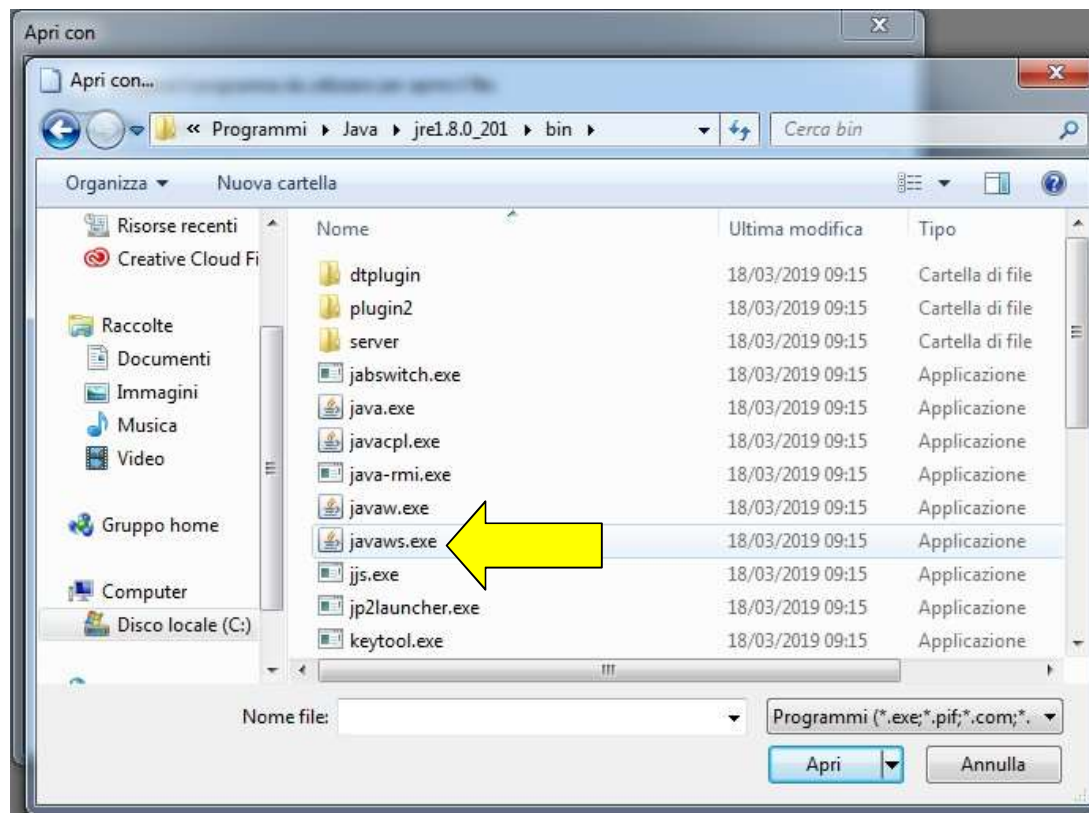 Apri con
Apri con...
« Programmi ▸ Java ▸ jre1.8.0_201 ▸ bin ▸
Cerca bin
Organizza ▾ Nuova cartella
Risorse recenti
Creative Cloud Fi
Raccolte
Documenti
Immagini
Musica
Video
Gruppo home
Computer
Disco locale (C:)
Nome Ultima modifica Tipo
dtplugin 18/03/2019 09:15 Cartella di file
plugin2 18/03/2019 09:15 Cartella di file
server 18/03/2019 09:15 Cartella di file
jabswitch.exe 18/03/2019 09:15 Applicazione
java.exe 18/03/2019 09:15 Applicazione
javacpl.exe 18/03/2019 09:15 Applicazione
java-rmi.exe 18/03/2019 09:15 Applicazione
javaw.exe 18/03/2019 09:15 Applicazione
javaws.exe 18/03/2019 09:15 Applicazione
jjs.exe 18/03/2019 09:15 Applicazione
jp2launcher.exe 18/03/2019 09:15 Applicazione
keytool.exe 18/03/2019 09:15 Applicazione
Nome file:
Programmi (*.exe;*.pif;*.com;*.
Apri Annulla